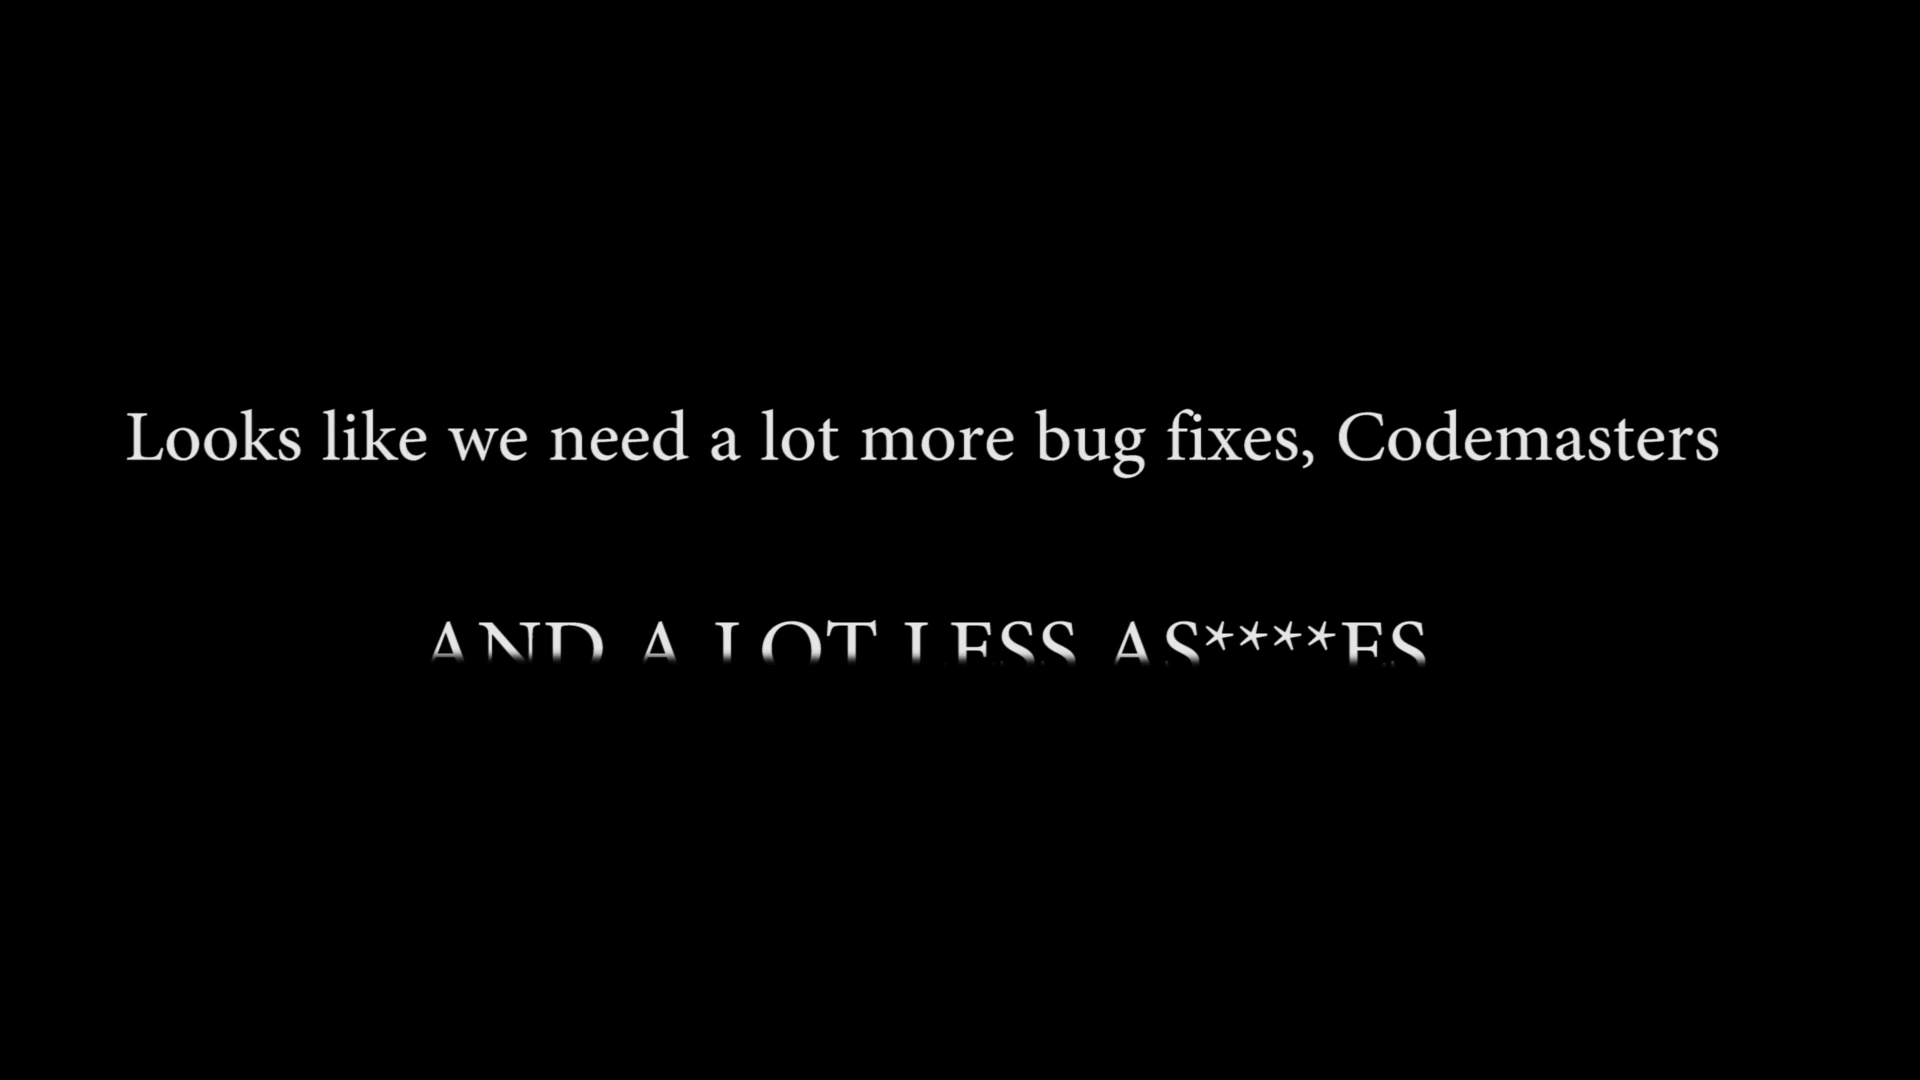 Looks like we need a lot more bug fixes, Codemasters
AND A LOT LESS AS****ES